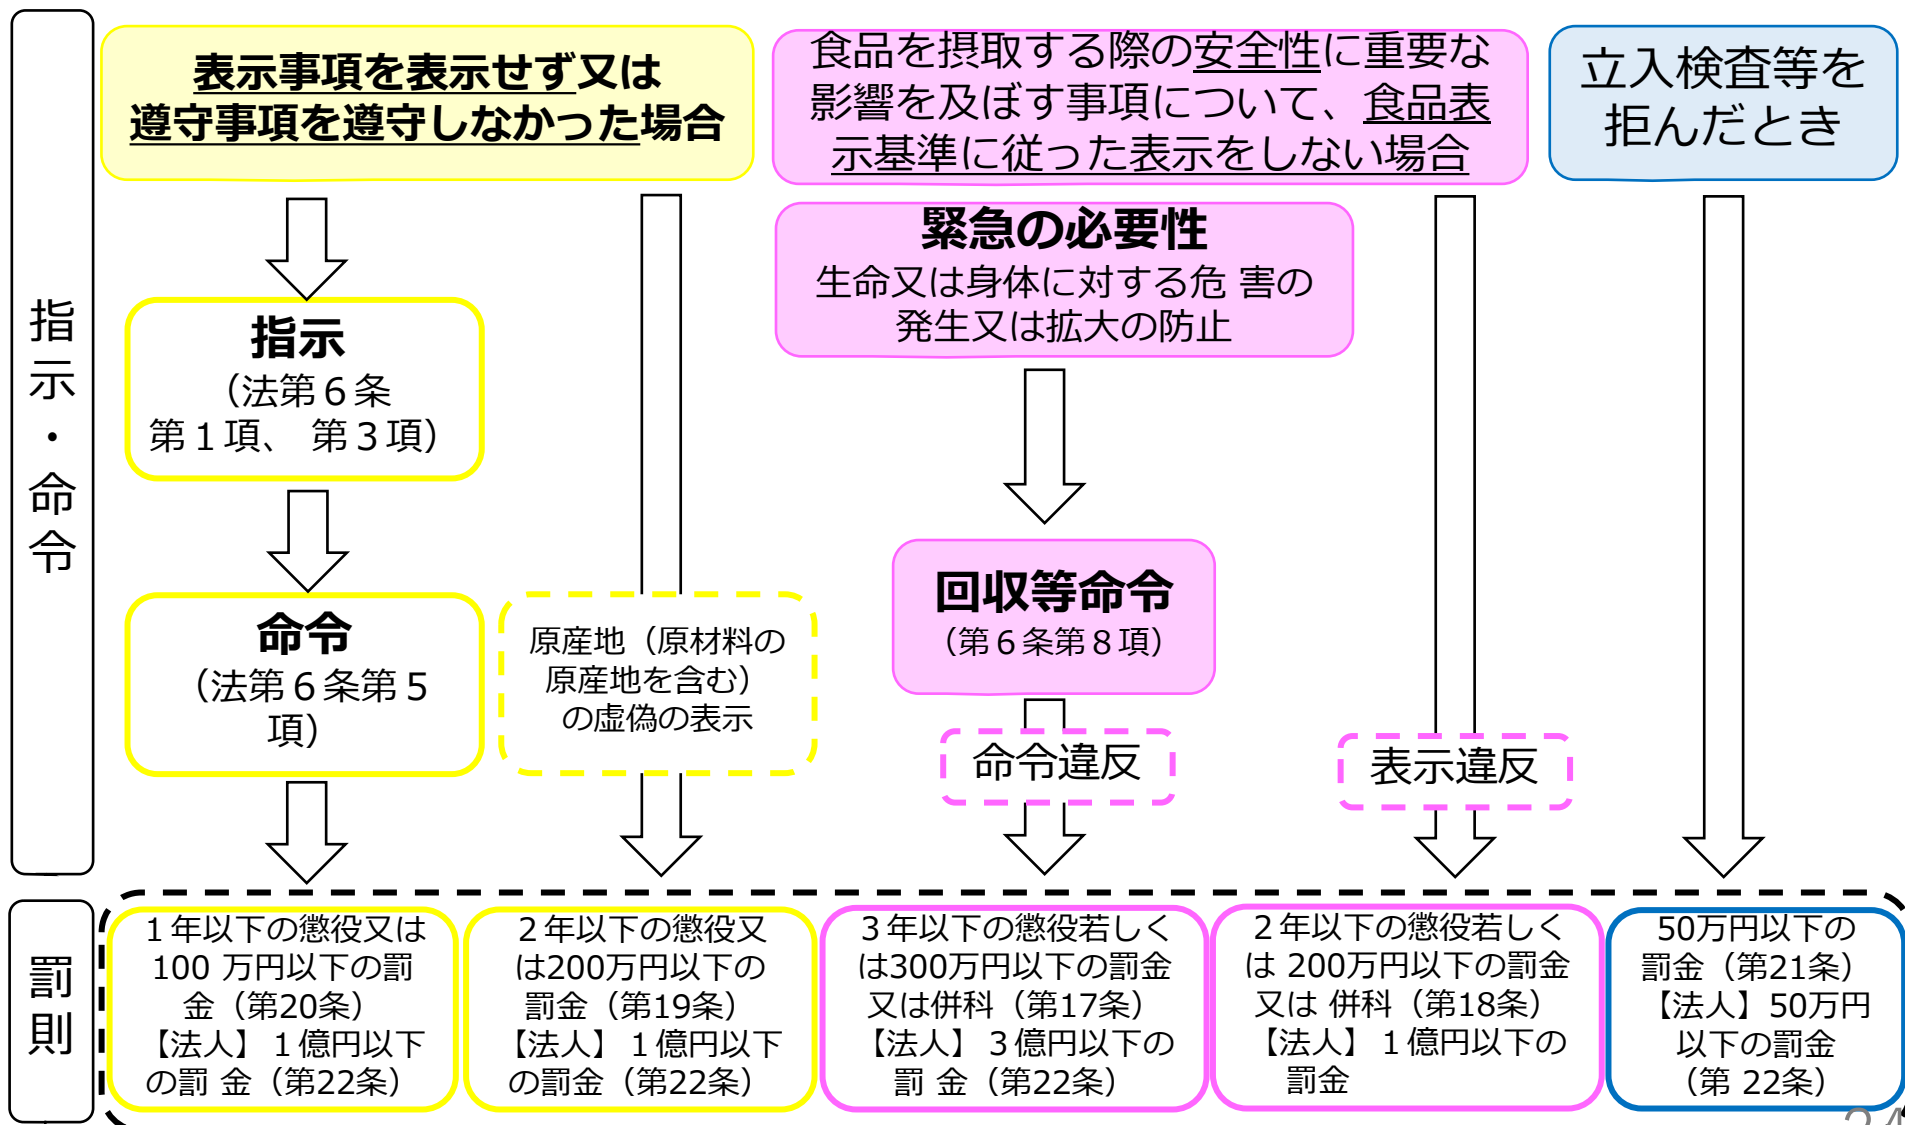 指示・命令
表示事項を表示せず又は
遵守事項を遵守しなかった場合
食品を摂取する際の安全性に重要な
影響を及ぼす事項について、食品表
示基準に従った表示をしない場合
立入検査等を
拒んだとき
緊急の必要性
生命又は身体に対する危 害の
発生又は拡大の防止
指示
（法第６条
第１項、 第３項）
命令
（法第６条第５
項）
原産地（原材料の
原産地を含む）
の虚偽の表示
回収等命令
（第６条第８項）
命令違反
表示違反
罰則
１年以下の懲役又は
100 万円以下の罰
金（第20条）
【法人】１億円以下
の罰 金（第22条）
２年以下の懲役又
は200万円以下の
罰金（第19条）
【法人】１億円以下
の罰金（第22条）
３年以下の懲役若しく
は300万円以下の罰金
又は併科（第17条）
【法人】３億円以下の
罰 金（第22条）
２年以下の懲役若しく
は 200万円以下の罰金
又は 併科（第18条）
【法人】１億円以下の
罰金
50万円以下の
罰金（第21条）
【法人】50万円
以下の罰金
（第 22条）
24